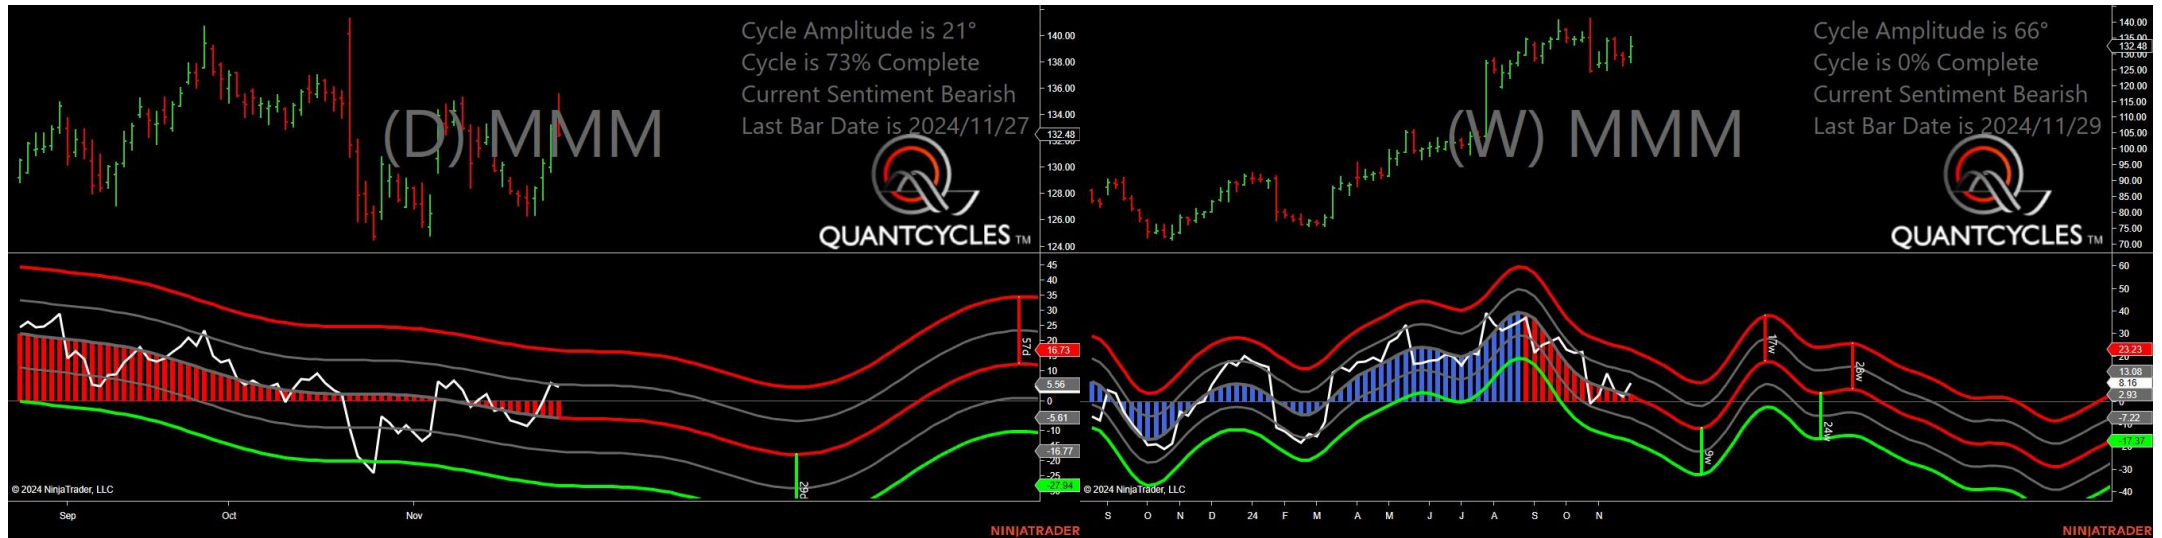 Cycle Amplitude is 21°
Cycle is 73% Complete
Current Sentiment Bearish
Last Bar Date is 2024/11/27
(D) MMM
QUANTCYCLES TM
140.00
138.00
136.00
134.00
132.48
132.00
130.00
128.00
126.00
124.00
45
40
35
30
25
20
16.73
10
5.56
0
-5.61
-10
-16.77
-20
-25
-27.94
57d
29d
© 2024 NinjaTrader, LLC
Sep Oct Nov
NINJATRADER
Cycle Amplitude is 66°
Cycle is 0% Complete
Current Sentiment Bearish
Last Bar Date is 2024/11/29
(W) MMM
QUANTCYCLES TM
140.00
135.00
132.48
130.00
125.00
120.00
115.00
110.00
105.00
100.00
95.00
90.00
85.00
80.00
75.00
70.00
60
50
40
30
23.23
20
13.08
8.16
2.93
0
-7.22
-10
-17.37
-30
-40
17w
28w
24w
9w
© 2024 NinjaTrader, LLC
S O N D 24 F M A M J J A S O N
NINJATRADER